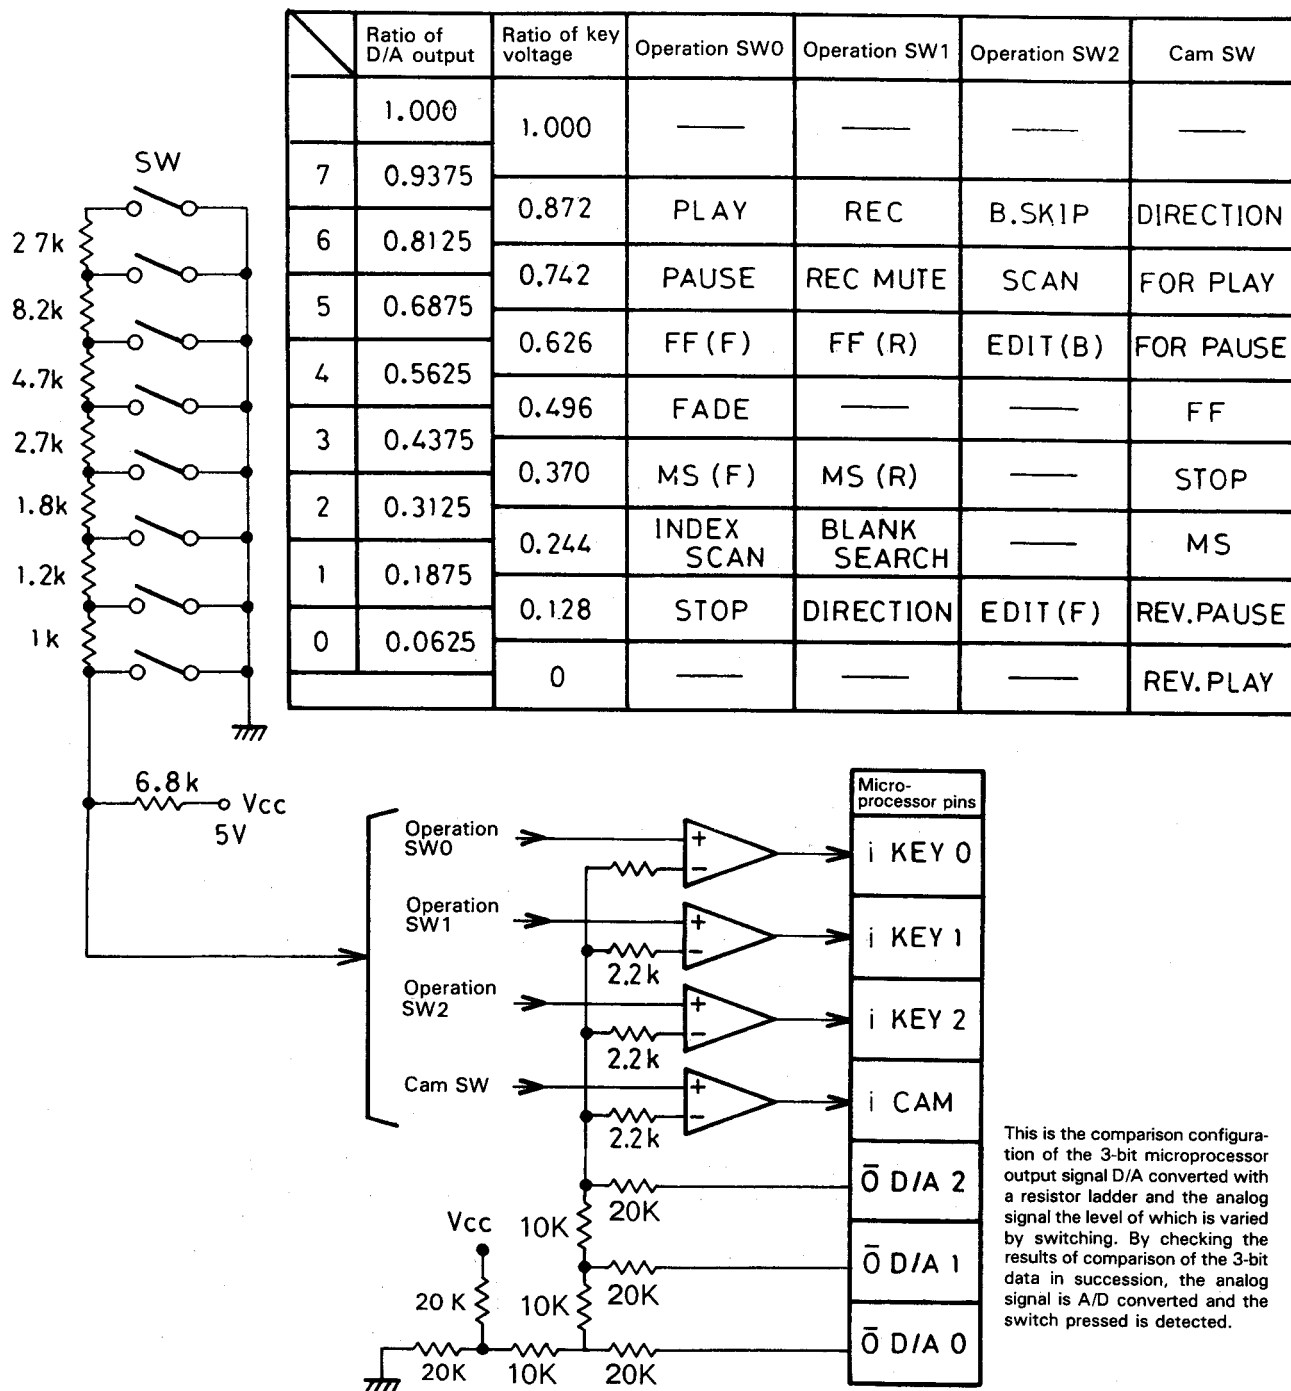 Ratio of D/A output
Ratio of key voltage
Operation SW0
Operation SW1
Operation SW2
Cam SW
1.000
1.000
7
0.9375
0.872
PLAY
REC
B.SKIP
DIRECTION
6
0.8125
0.742
PAUSE
REC MUTE
SCAN
FOR PLAY
5
0.6875
0.626
FF(F)
FF(R)
EDIT(B)
FOR PAUSE
4
0.5625
0.496
FADE
FF
3
0.4375
0.370
MS (F)
MS (R)
STOP
2
0.3125
0.244
INDEX
SCAN
BLANK
SEARCH
MS
1
0.1875
0.128
STOP
DIRECTION
EDIT(F)
REV.PAUSE
0
0.0625
0
REV.PLAY
SW
27k
8.2k
4.7k
2.7k
1.8k
1.2k
1k
6.8k
Vcc
5V
Operation
SW0
Operation
SW1
Operation
SW2
Cam SW
+
−
+
−
2.2k
+
−
2.2k
+
−
2.2k
Micro-
processor pins
i KEY 0
i KEY 1
i KEY 2
i CAM
ō D/A 2
ō D/A 1
ō D/A 0
20K
10K
20K
10K
20K
Vcc
20K
20K
10K
This is the comparison configura-
tion of the 3-bit microprocessor
output signal D/A converted with
a resistor ladder and the analog
signal the level of which is varied
by switching. By checking the
results of comparison of the 3-bit
data in succession, the analog
signal is A/D converted and the
switch pressed is detected.